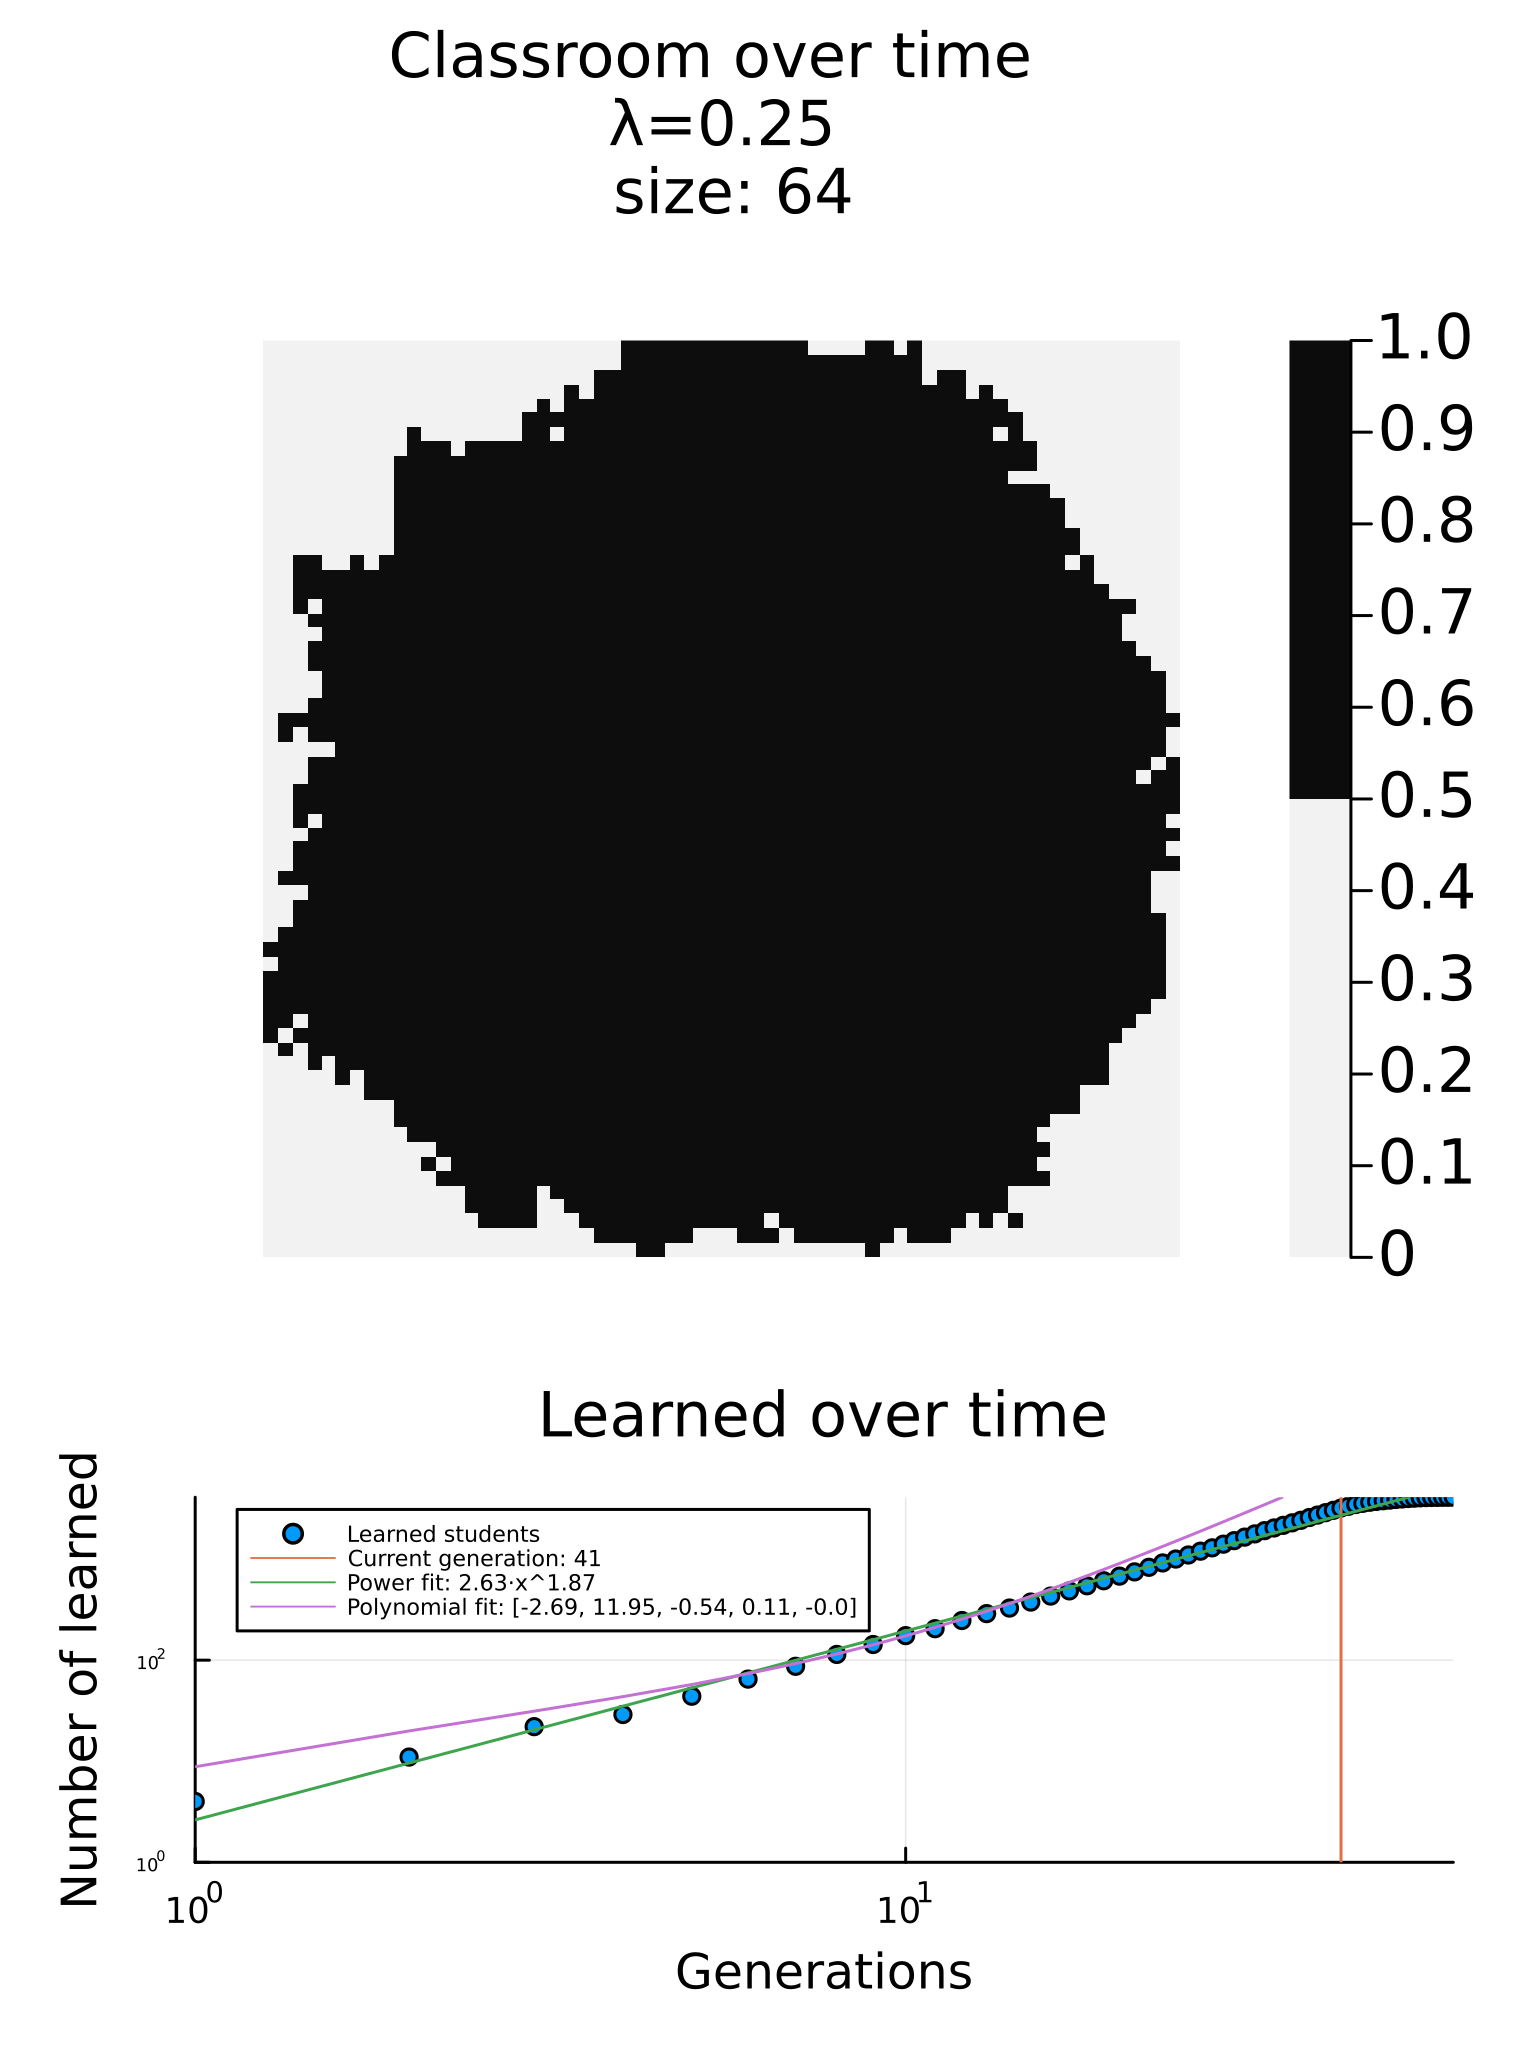 Classroom over time
λ=0.25
size: 64
1.0
0.9
0.8
0.7
0.6
0.5
0.4
0.3
0.2
0.1
0
Learned over time
Number of learned
Learned students
Current generation: 41
Power fit: 2.63·x^1.87
Polynomial fit: [-2.69, 11.95, -0.54, 0.11, -0.0]
10²
10⁰
10⁰
10¹
Generations